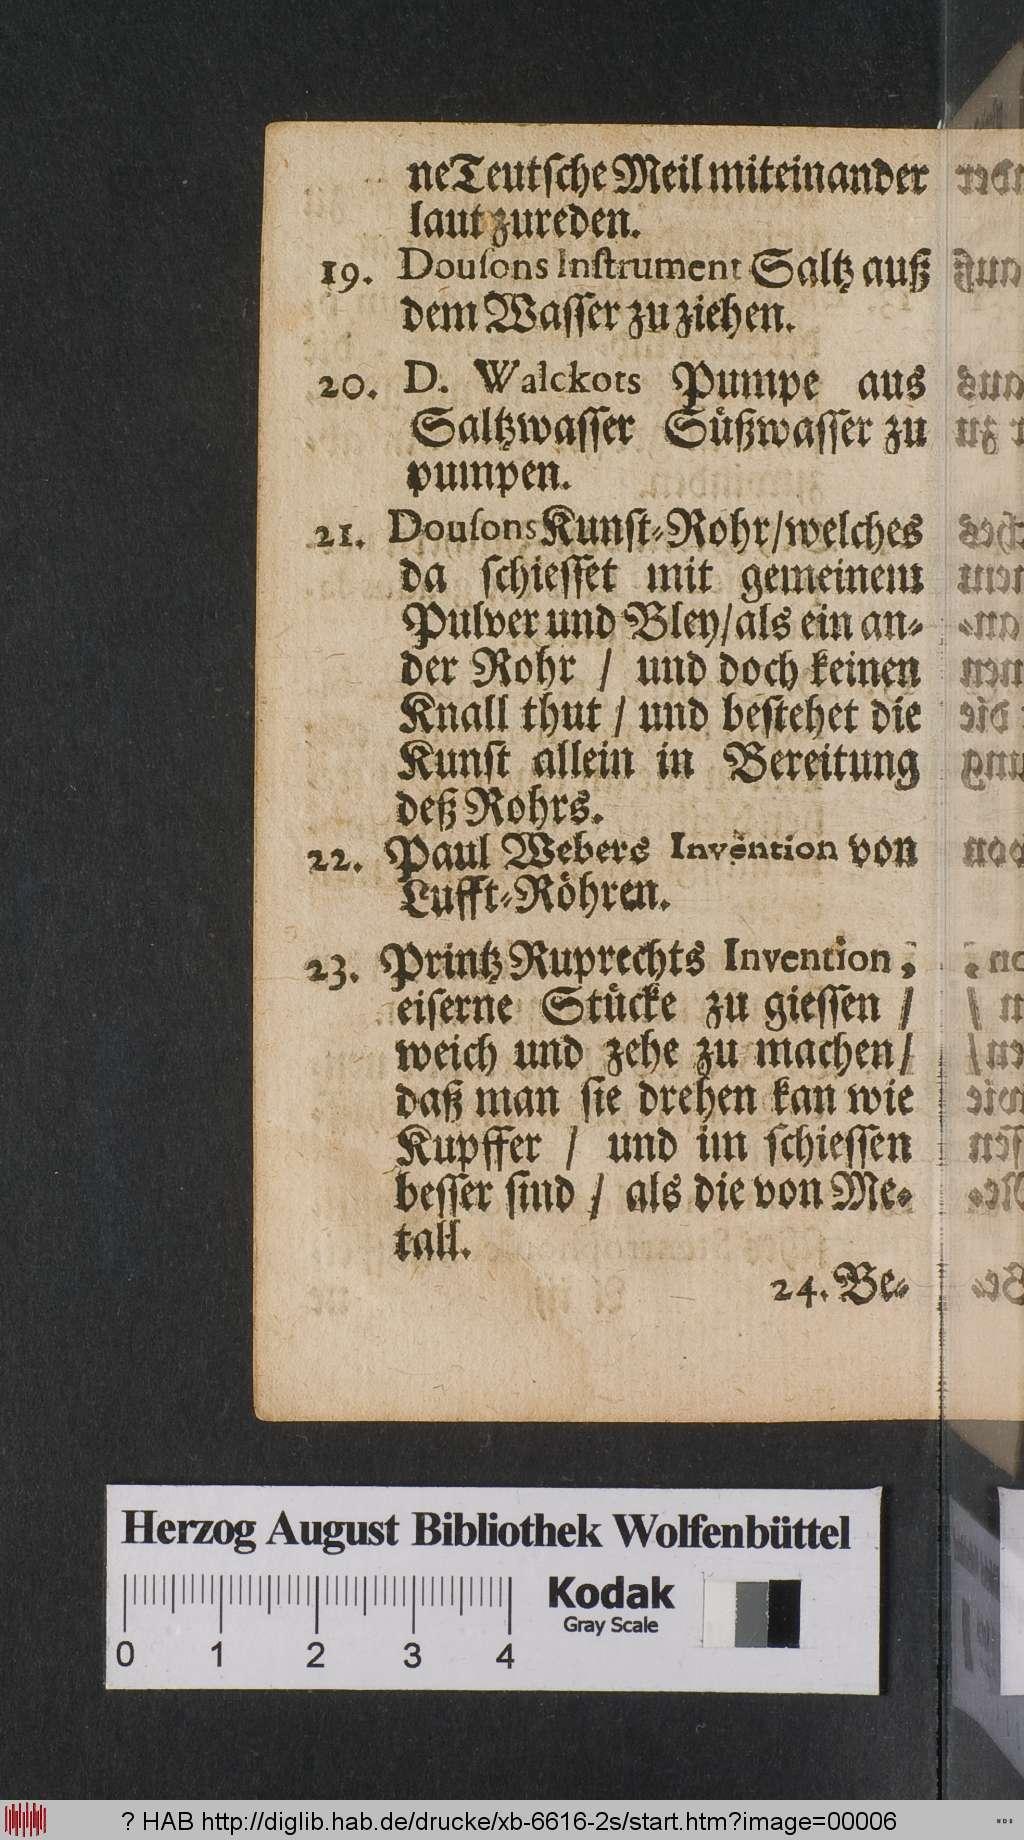 ne Teutſche Meil miteinander
laut zureden.
19. Douſons Inſtrument Saltz auß
dem Waſſer zu ziehen.
20. D. Walckots Pumpe aus
Saltzwaſſer Süßwaſſer zu
pumpen.
21. Douſons Kunſt-Rohr/welches
da ſchieſſet mit gemeinem
Pulver und Bley/als ein an-
der Rohr / und doch keinen
Knall thut / und beſtehet die
Kunſt allein in Bereitung
deß Rohrs.
22. Paul Webers Invention von
Lufft-Röhren.
23. Printz Ruprechts Invention,
eiſerne Stücke zu gieſſen /
weich und zehe zu machen/
daß man ſie drehen kan wie
Kupffer / und im ſchieſſen
beſſer ſind / als die von Me-
tall.
24. Be-
Herzog August Bibliothek Wolfenbüttel
Kodak
Gray Scale
0 1 2 3 4
? HAB http://diglib.hab.de/drucke/xb-6616-2s/start.htm?image=00006